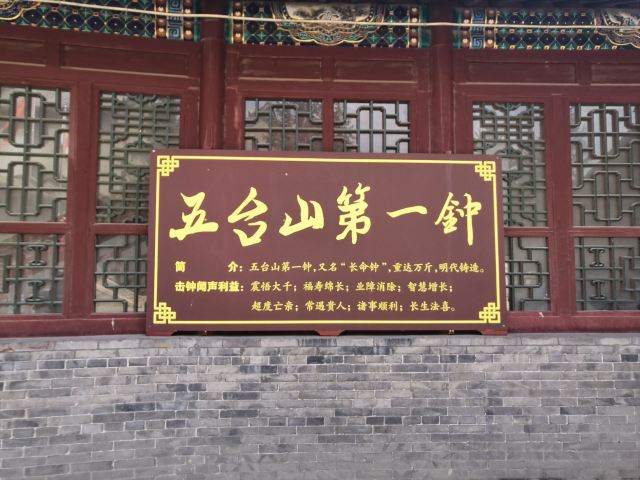 五台山第一鐘
简　　介：五台山第一钟，又名“长命钟”，重达万斤，明代铸造。
击钟闻声利益：震悟大千；福寿绵长；业障消除；智慧增长；
超度亡亲；常遇贵人；诸事顺利；长生法喜。